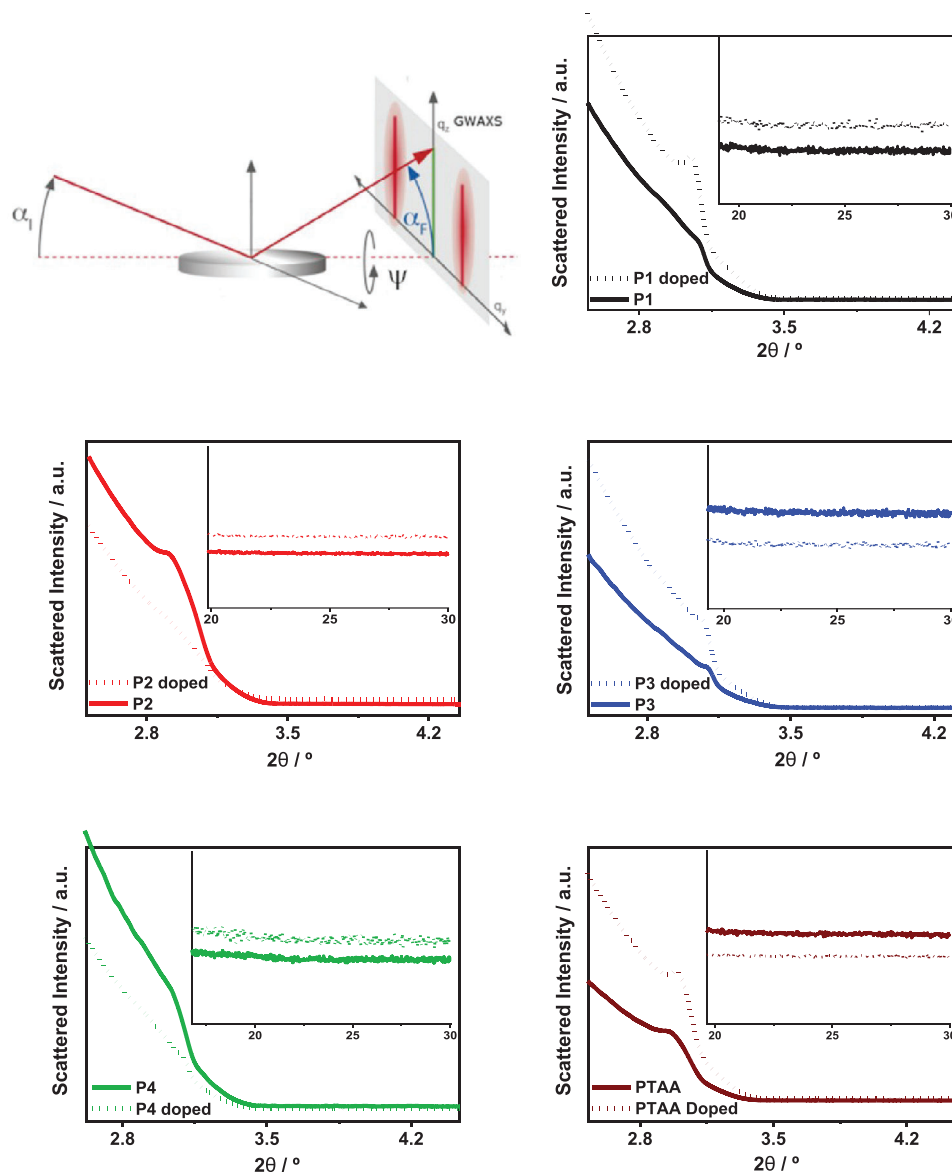 α_I
q_z GWAXS
α_F
Ψ
q_y
Scattered Intensity / a.u.
20 25 30
P1 doped
P1
2.8 3.5 4.2
2θ / º
Scattered Intensity / a.u.
20 25 30
P2 doped
P2
2.8 3.5 4.2
2θ / º
Scattered Intensity / a.u.
20 25 30
P3 doped
P3
2.8 3.5 4.2
2θ / º
Scattered Intensity / a.u.
20 25 30
P4
P4 doped
2.8 3.5 4.2
2θ / º
Scattered Intensity / a.u.
20 25 30
PTAA
PTAA Doped
2.8 3.5 4.2
2θ / º